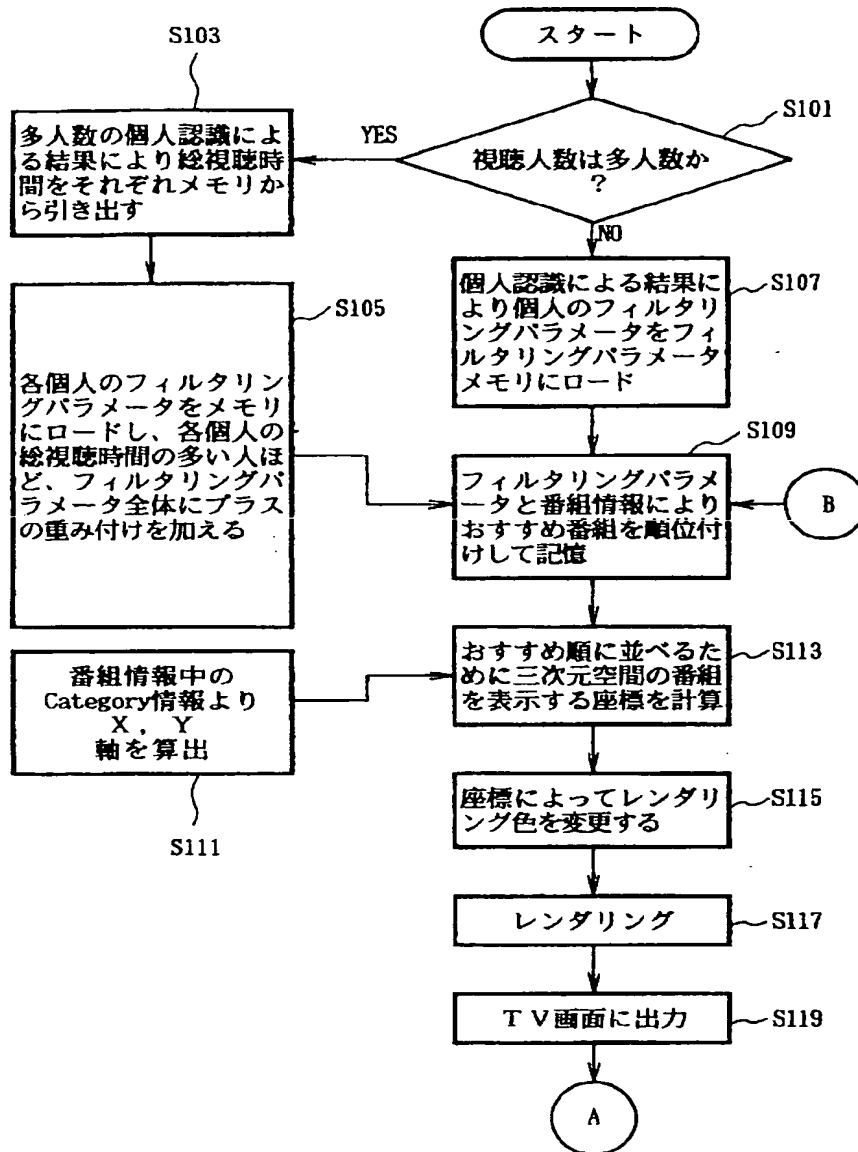 スタート
S101
視聴人数は多人数か
?
YES
NO
S103
多人数の個人認識によ
る結果により総視聴時
間をそれぞれメモリか
ら引き出す
S105
各個人のフィルタリン
グパラメータをメモリ
にロードし、各個人の
総視聴時間の多い人ほ
ど、フィルタリングパ
ラメータ全体にプラス
の重み付けを加える
個人認識による結果に
より個人のフィルタリ
ングパラメータをフィ
ルタリングパラメータ
メモリにロード
S107
S109
フィルタリングパラメ
ータと番組情報により
おすすめ番組を順位付
けして記憶
B
番組情報中の
Category情報より
X, Y
軸を算出
S111
おすすめ順に並べるた
めに三次元空間の番組
を表示する座標を計算
S113
座標によってレンダリ
ング色を変更する
S115
レンダリング
S117
TV画面に出力
S119
A